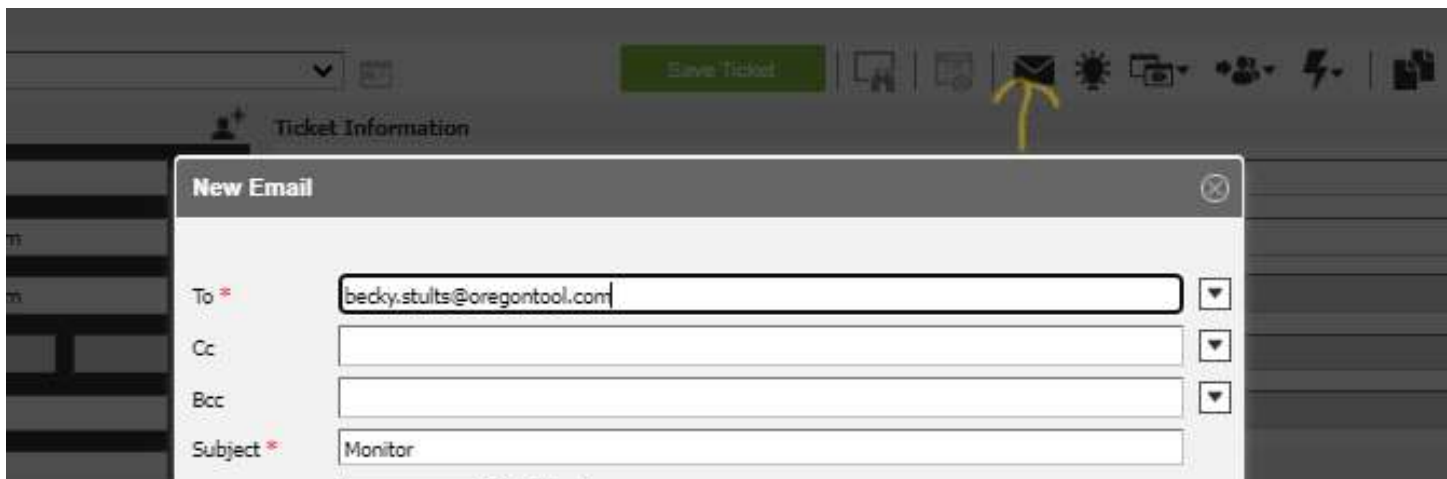 Save Ticket
Ticket Information
New Email
m
m
To *
becky.stults@oregontool.com
Cc
Bcc
Subject *
Monitor